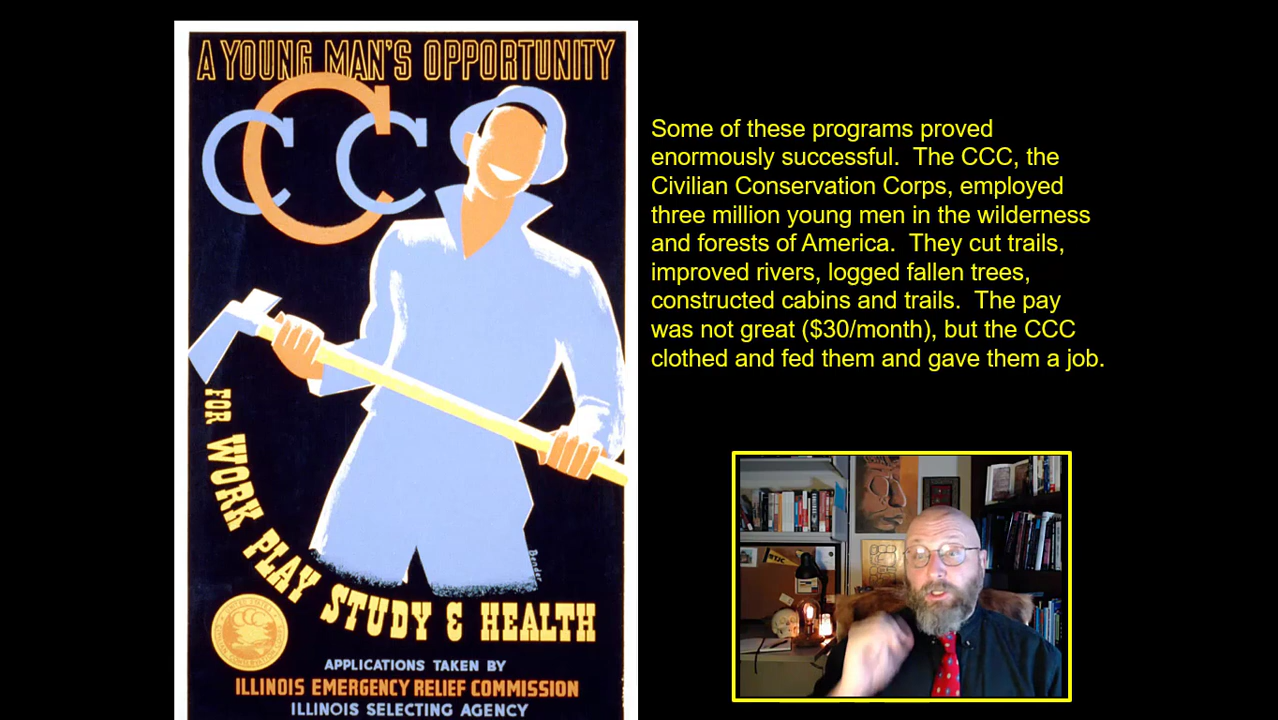 A YOUNG MAN'S OPPORTUNITY
CCC
FOR WORK PLAY STUDY & HEALTH
Bender
APPLICATIONS TAKEN BY
ILLINOIS EMERGENCY RELIEF COMMISSION
ILLINOIS SELECTING AGENCY
Some of these programs proved
enormously successful.  The CCC, the
Civilian Conservation Corps, employed
three million young men in the wilderness
and forests of America.  They cut trails,
improved rivers, logged fallen trees,
constructed cabins and trails.  The pay
was not great ($30/month), but the CCC
clothed and fed them and gave them a job.